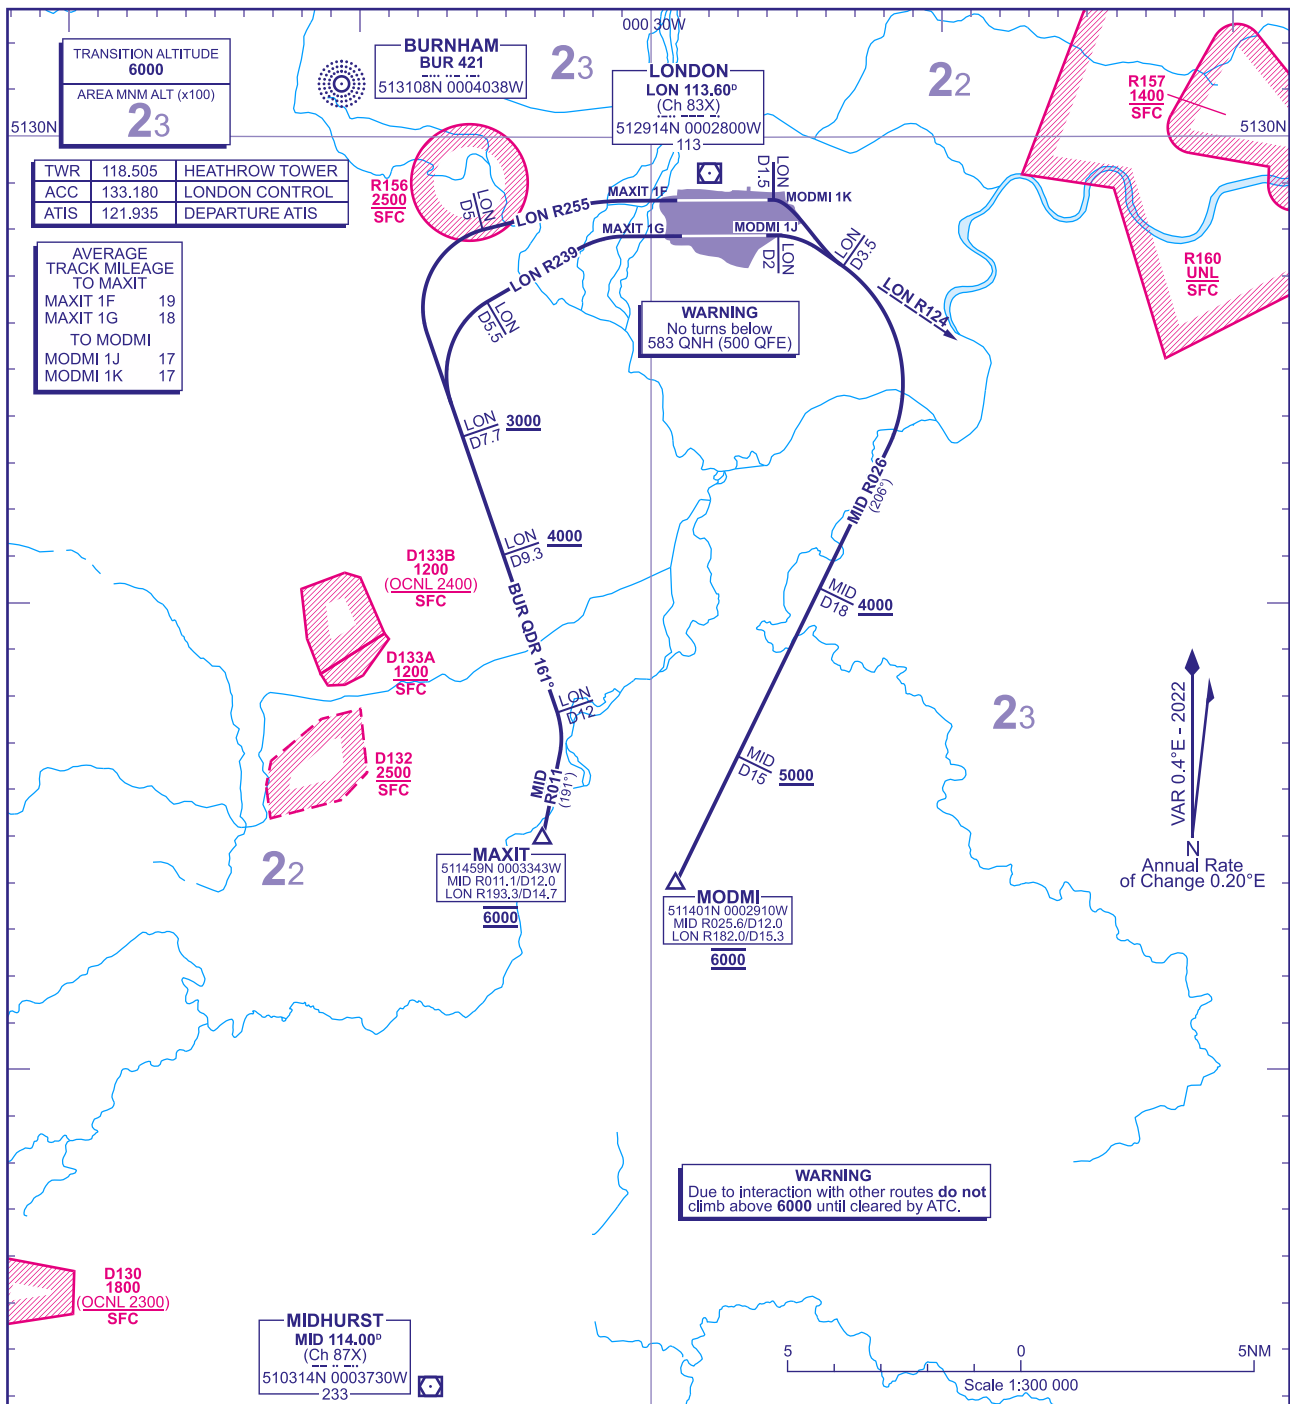 000 30W
TRANSITION ALTITUDE
6000
AREA MNM ALT (x100)
23
BURNHAM
BUR 421
513108N 0004038W
23
LONDON
LON 113.60D
(Ch 83X)
512914N 0002800W
113
22
R157
1400
SFC
5130N
5130N
TWR 118.505 HEATHROW TOWER
ACC 133.180 LONDON CONTROL
ATIS 121.935 DEPARTURE ATIS
R156
2500
SFC
LON
D5
LON R255
MAXIT 1F
LON
D1.5
MODMI 1K
MAXIT 1G
MODMI 1J
LON
D2
LON
D3.5
LON R239
LON
D5.5
LON R124
R160
UNL
SFC
AVERAGE
TRACK MILEAGE
TO MAXIT
MAXIT 1F 19
MAXIT 1G 18
TO MODMI
MODMI 1J 17
MODMI 1K 17
WARNING
No turns below
583 QNH (500 QFE)
LON
D7.7
3000
MID R026
(206°)
LON
D9.3
4000
D133B
1200
(OCNL 2400)
SFC
BUR QDR 161°
MID
D18
4000
D133A
1200
SFC
LON
D12
23
VAR 0.4°E - 2022
N
Annual Rate
of Change 0.20°E
D132
2500
SFC
MID
D15
5000
MID
R011
(191°)
22
MAXIT
511459N 0003343W
MID R011.1/D12.0
LON R193.3/D14.7
6000
MODMI
511401N 0002910W
MID R025.6/D12.0
LON R182.0/D15.3
6000
WARNING
Due to interaction with other routes do not
climb above 6000 until cleared by ATC.
D130
1800
(OCNL 2300)
SFC
MIDHURST
MID 114.00D
(Ch 87X)
510314N 0003730W
233
5 0 5NM
Scale 1:300 000